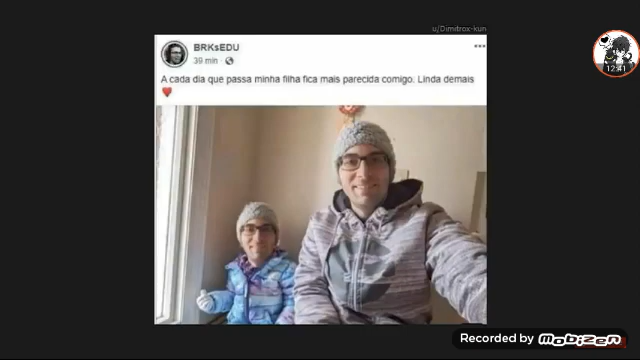 u/Dimitrox-kun
BRKsEDU
39 min ·
A cada dia que passa minha filha fica mais parecida comigo. Linda demais
❤️
12:41
Recorded by MOBIZEN